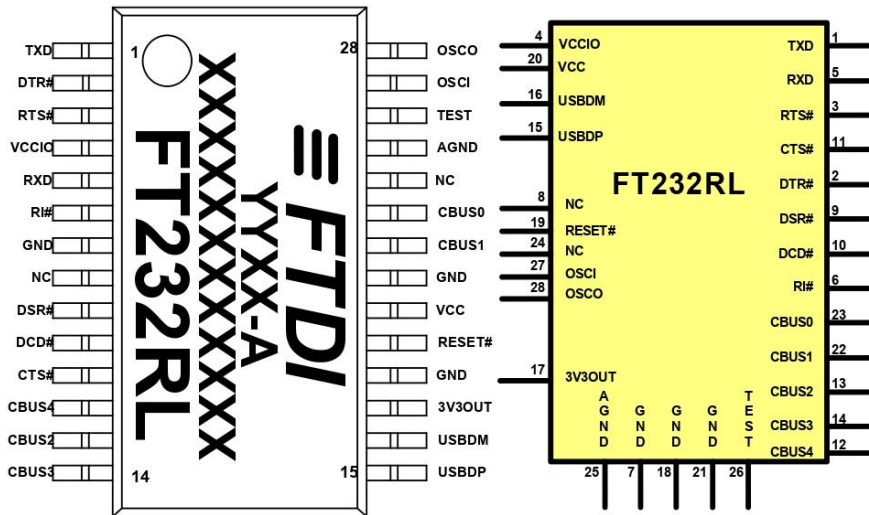 TXD
DTR#
RTS#
VCCIO
RXD
RI#
GND
NC
DSR#
DCD#
CTS#
CBUS4
CBUS2
CBUS3
1
28
14
15
FT232RL
XXXXXXXXXXXX
YYXX-A
FTDI
OSCO
OSCI
TEST
AGND
NC
CBUS0
CBUS1
GND
VCC
RESET#
GND
3V3OUT
USBDM
USBDP
4 VCCIO
20 VCC
16 USBDM
15 USBDP
8 NC
19 RESET#
24 NC
27 OSCI
28 OSCO
17 3V3OUT
FT232RL
TXD 1
RXD 5
RTS# 3
CTS# 11
DTR# 2
DSR# 9
DCD# 10
RI# 6
CBUS0 23
CBUS1 22
CBUS2 13
CBUS3 14
CBUS4 12
AGND
GND
GND
GND
TEST
25 7 18 21 26